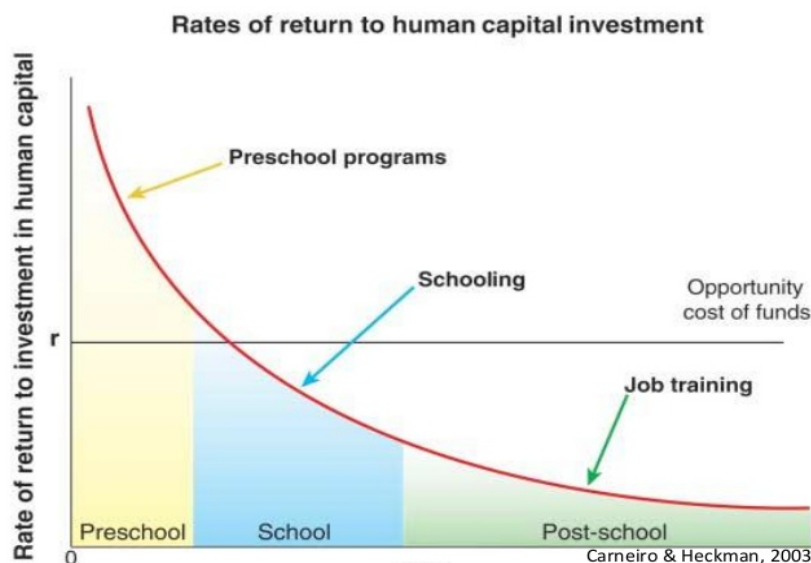 Rates of return to human capital investment
Rate of return to investment in human capital
Preschool programs
Schooling
Opportunity
cost of funds
r
Job training
Preschool
School
Post-school
0
Carneiro & Heckman, 2003